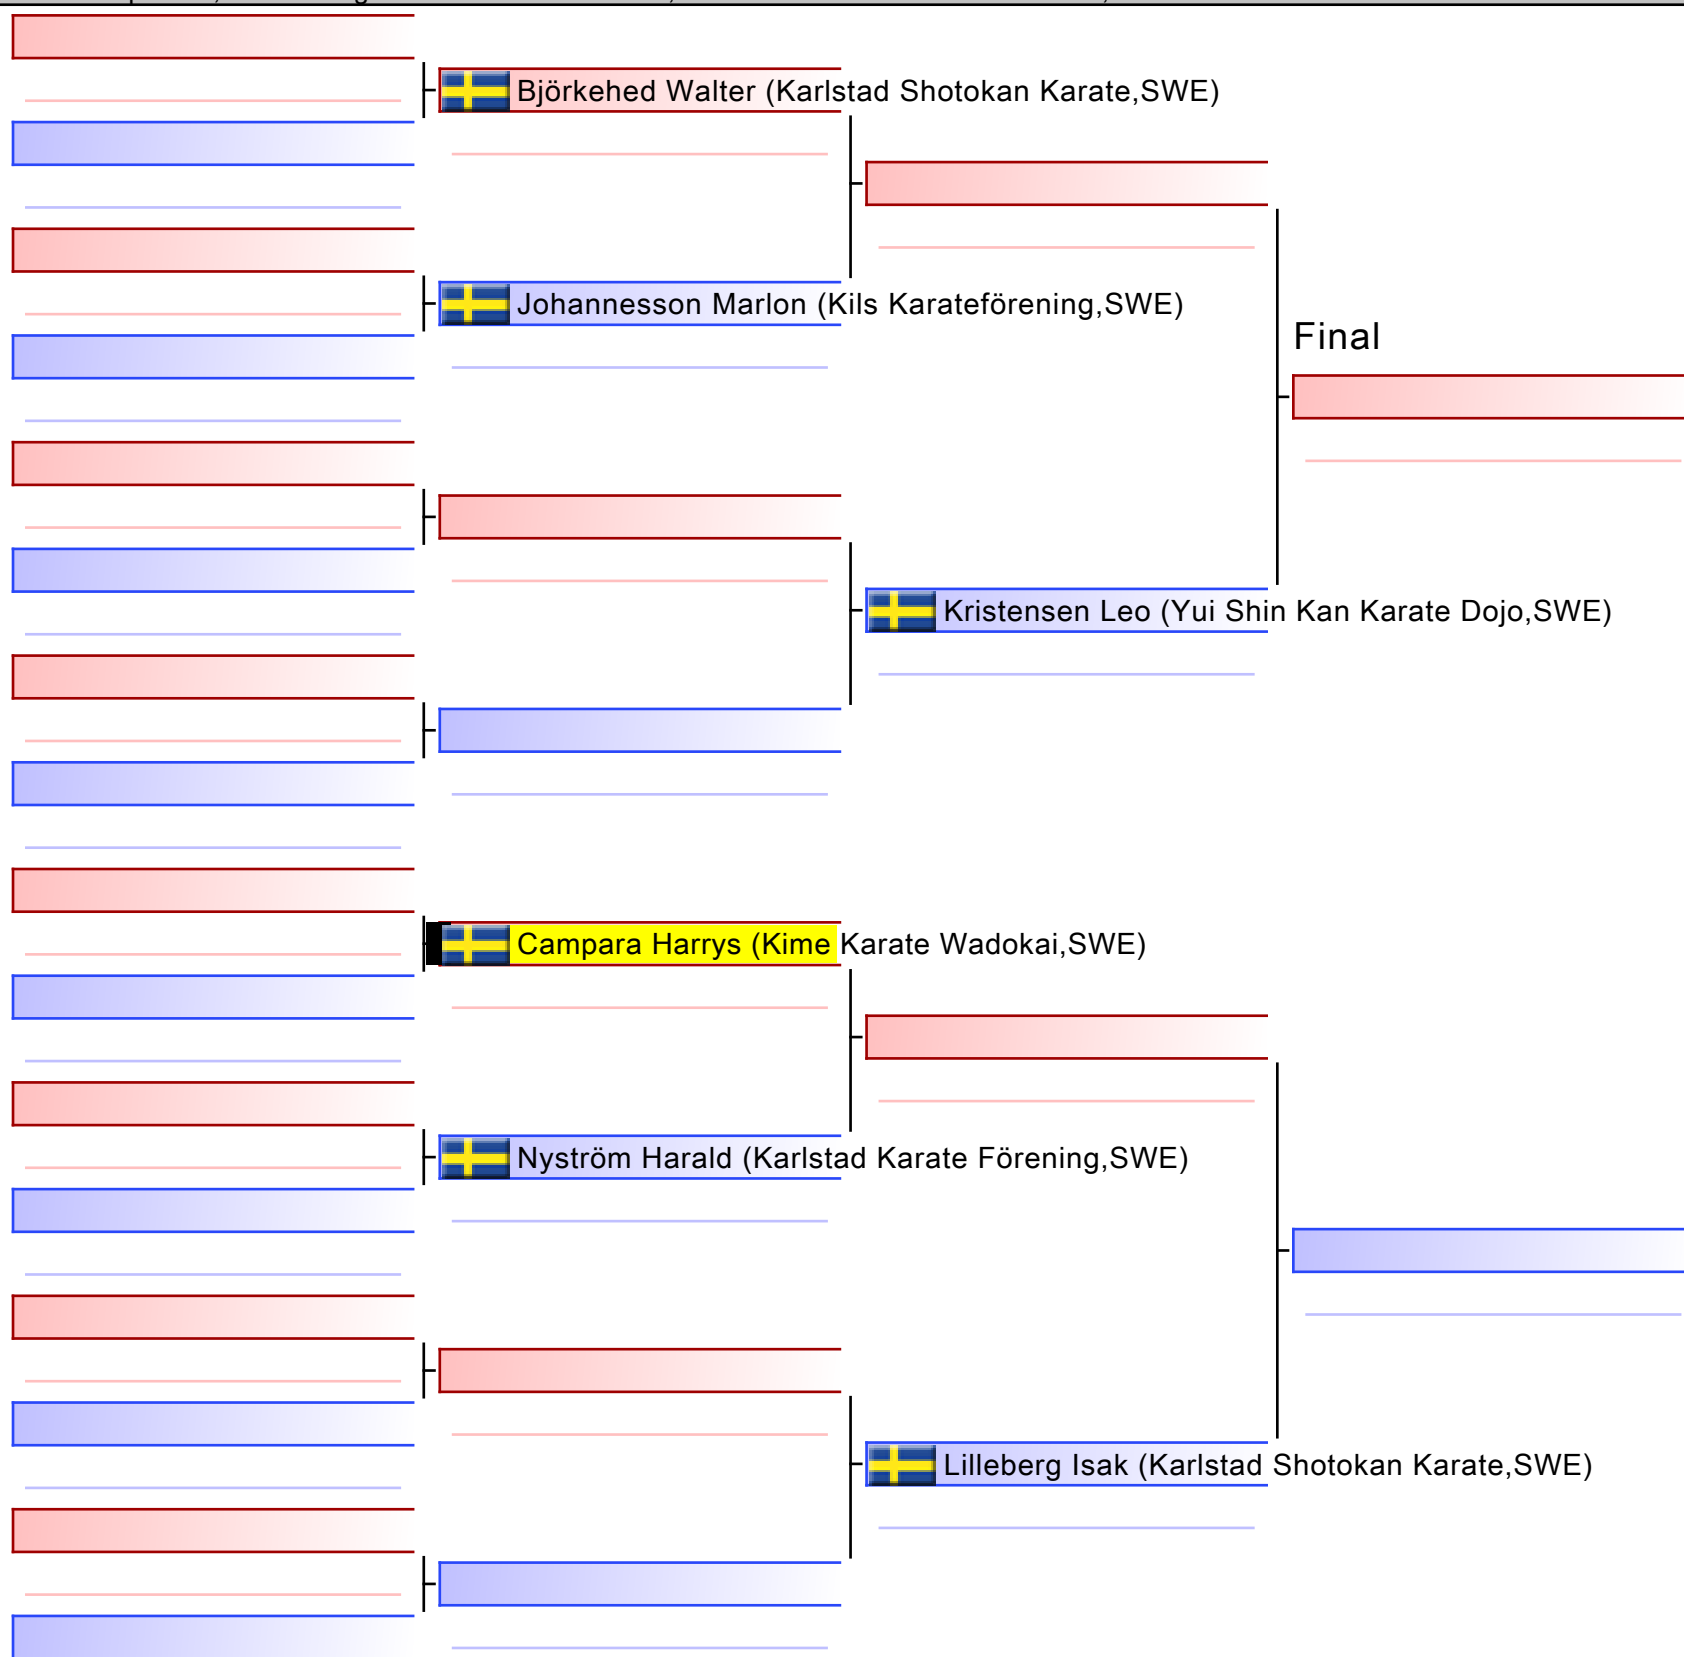 Björkehed Walter (Karlstad Shotokan Karate,SWE)
Johannesson Marlon (Kils Karateförening,SWE)
Final
Kristensen Leo (Yui Shin Kan Karate Dojo,SWE)
Campara Harrys (Kime Karate Wadokai,SWE)
Nyström Harald (Karlstad Karate Förening,SWE)
Lilleberg Isak (Karlstad Shotokan Karate,SWE)